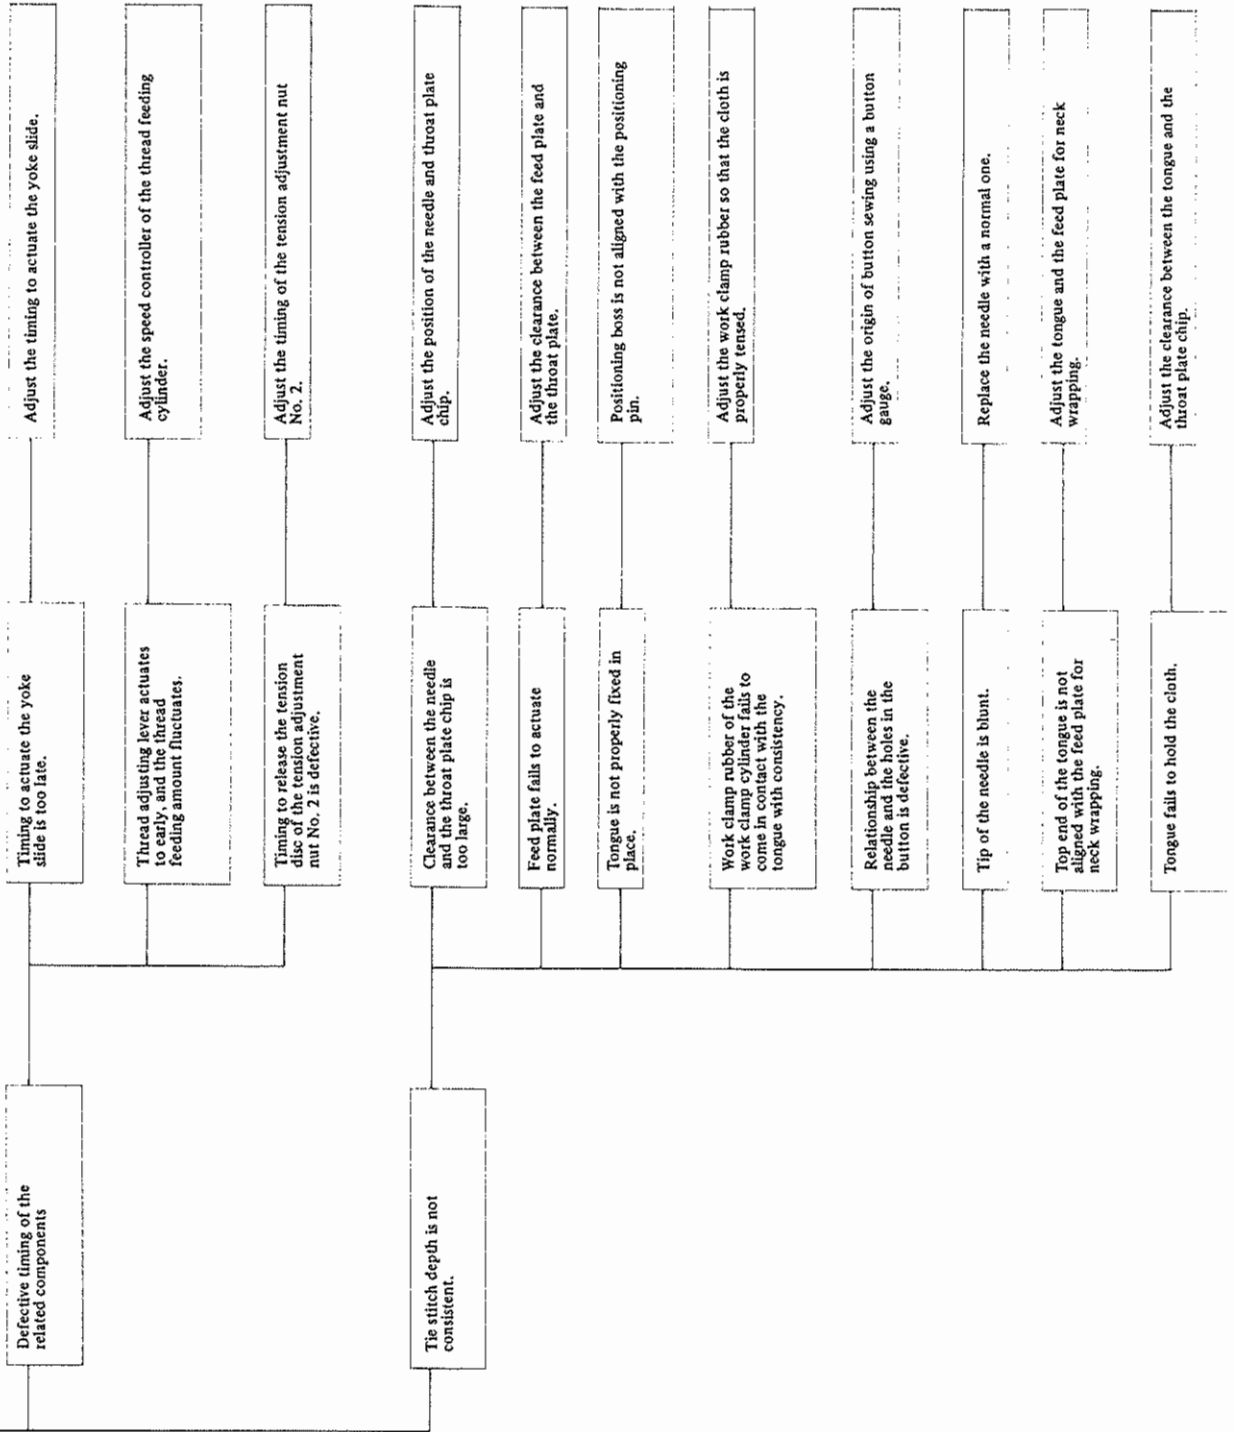 Defective timing of the
related components
Timing to actuate the yoke
slide is too late.
Adjust the timing to actuate the yoke slide.
Thread adjusting lever actuates
to early, and the thread
feeding amount fluctuates.
Adjust the speed controller of the thread feeding
cylinder.
Timing to release the tension
disc of the tension adjustment
nut No. 2 is defective.
Adjust the timing of the tension adjustment nut
No. 2.
Tie stitch depth is not
consistent.
Clearance between the needle
and the throat plate chip is
too large.
Adjust the position of the needle and throat plate
chip.
Feed plate fails to actuate
normally.
Adjust the clearance between the feed plate and
the throat plate.
Tongue is not properly fixed in
place.
Positioning boss is not aligned with the positioning
pin.
Work clamp rubber of the
work clamp cylinder fails to
come in contact with the
tongue with consistency.
Adjust the work clamp rubber so that the cloth is
properly tensed.
Relationship between the
needle and the holes in the
button is defective.
Adjust the origin of button sewing using a button
gauge.
Tip of the needle is blunt.
Replace the needle with a normal one.
Top end of the tongue is not
aligned with the feed plate for
neck wrapping.
Adjust the tongue and the feed plate for neck
wrapping.
Tongue fails to hold the cloth.
Adjust the clearance between the tongue and the
throat plate chip.